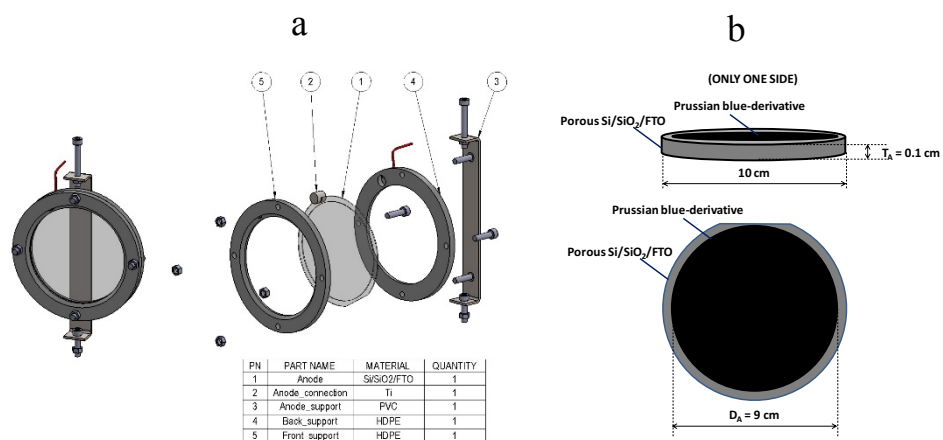 a
b
5
2
1
4
3
(ONLY ONE SIDE)
Prussian blue-derivative
Porous Si/SiO₂/FTO
T_A = 0.1 cm
10 cm
Prussian blue-derivative
Porous Si/SiO₂/FTO
D_A = 9 cm
PN PART NAME MATERIAL QUANTITY
1 Anode Si/SiO2/FTO 1
2 Anode_connection Ti 1
3 Anode_support PVC 1
4 Back_support HDPE 1
5 Front_support HDPE 1